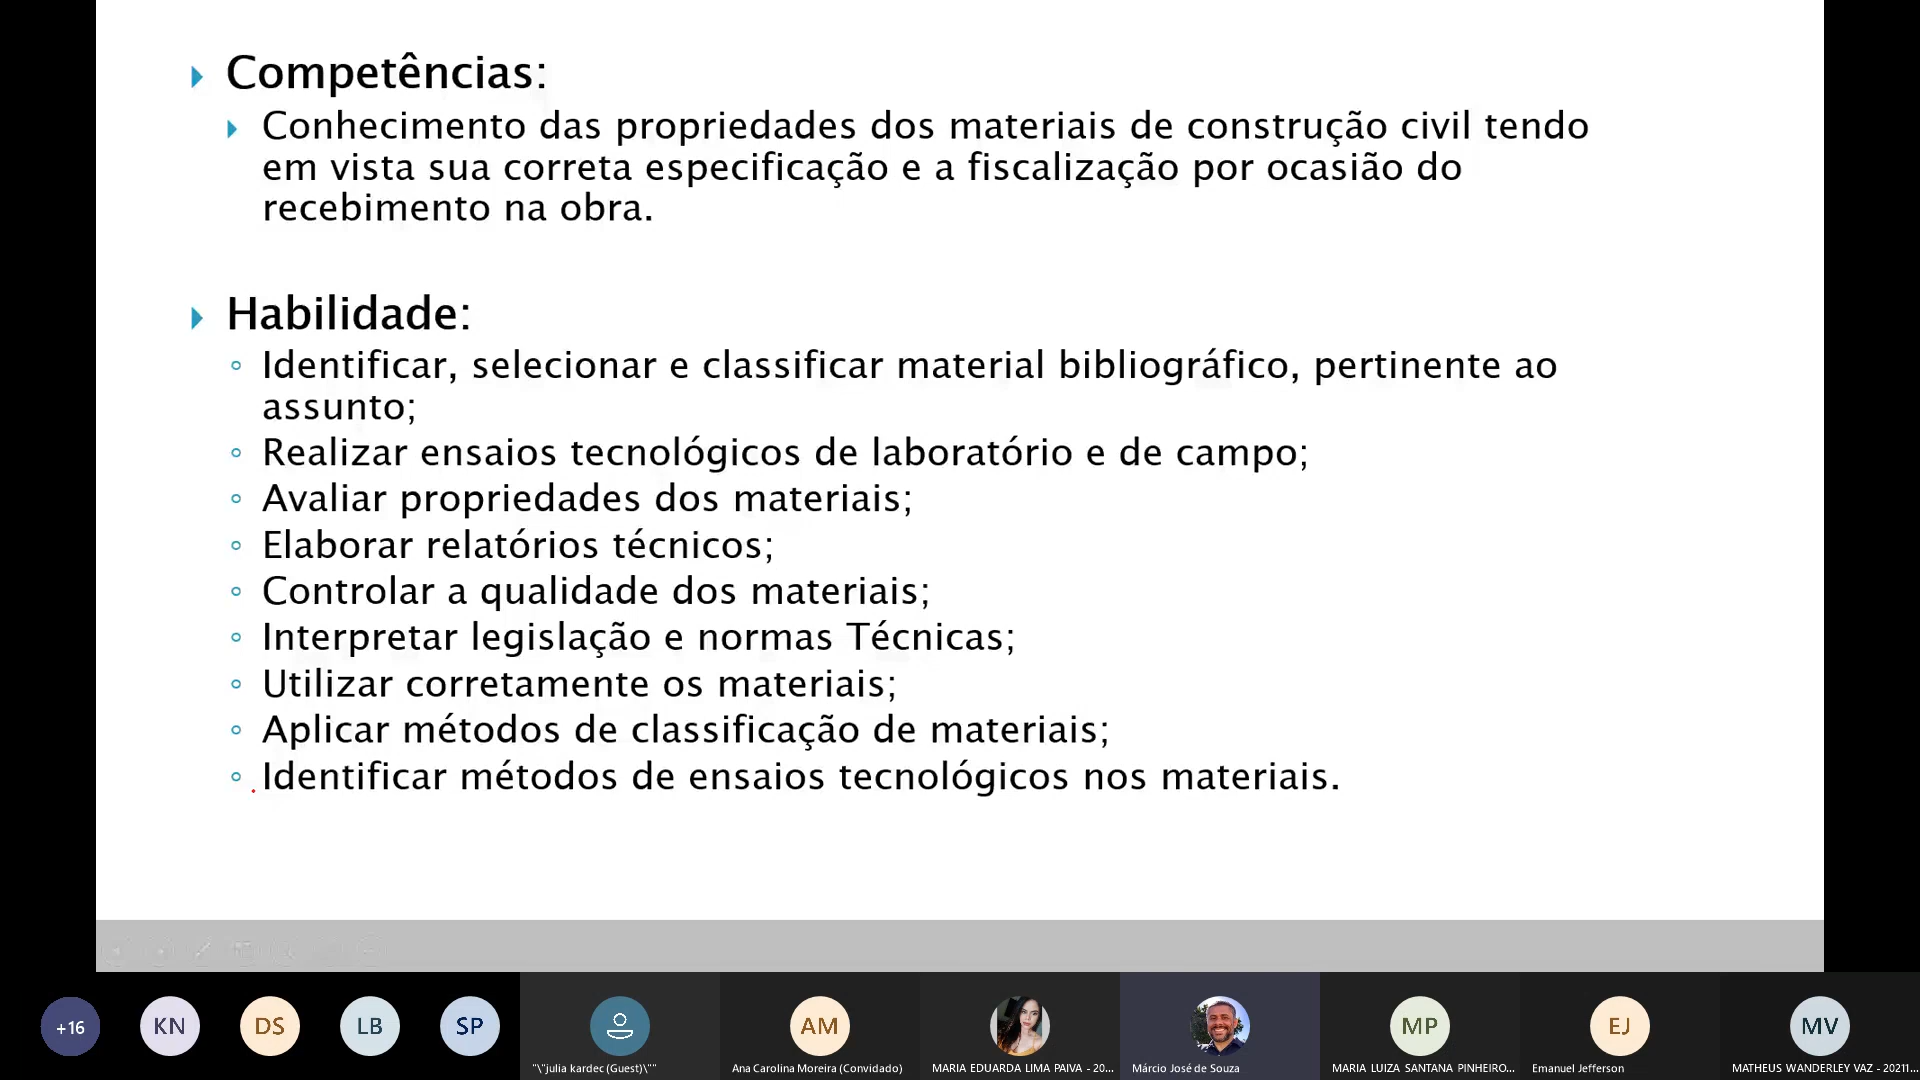 Competências:
Conhecimento das propriedades dos materiais de construção civil tendo
em vista sua correta especificação e a fiscalização por ocasião do
recebimento na obra.
Habilidade:
Identificar, selecionar e classificar material bibliográfico, pertinente ao
assunto;
Realizar ensaios tecnológicos de laboratório e de campo;
Avaliar propriedades dos materiais;
Elaborar relatórios técnicos;
Controlar a qualidade dos materiais;
Interpretar legislação e normas Técnicas;
Utilizar corretamente os materiais;
Aplicar métodos de classificação de materiais;
Identificar métodos de ensaios tecnológicos nos materiais.
+16
KN
DS
LB
SP
AM
MP
EJ
MV
"\"julia kardec (Guest)\""
Ana Carolina Moreira (Convidado)
MARIA EDUARDA LIMA PAIVA - 20...
Márcio José de Souza
MARIA LUIZA SANTANA PINHEIRO...
Emanuel Jefferson
MATHEUS WANDERLEY VAZ - 20211...